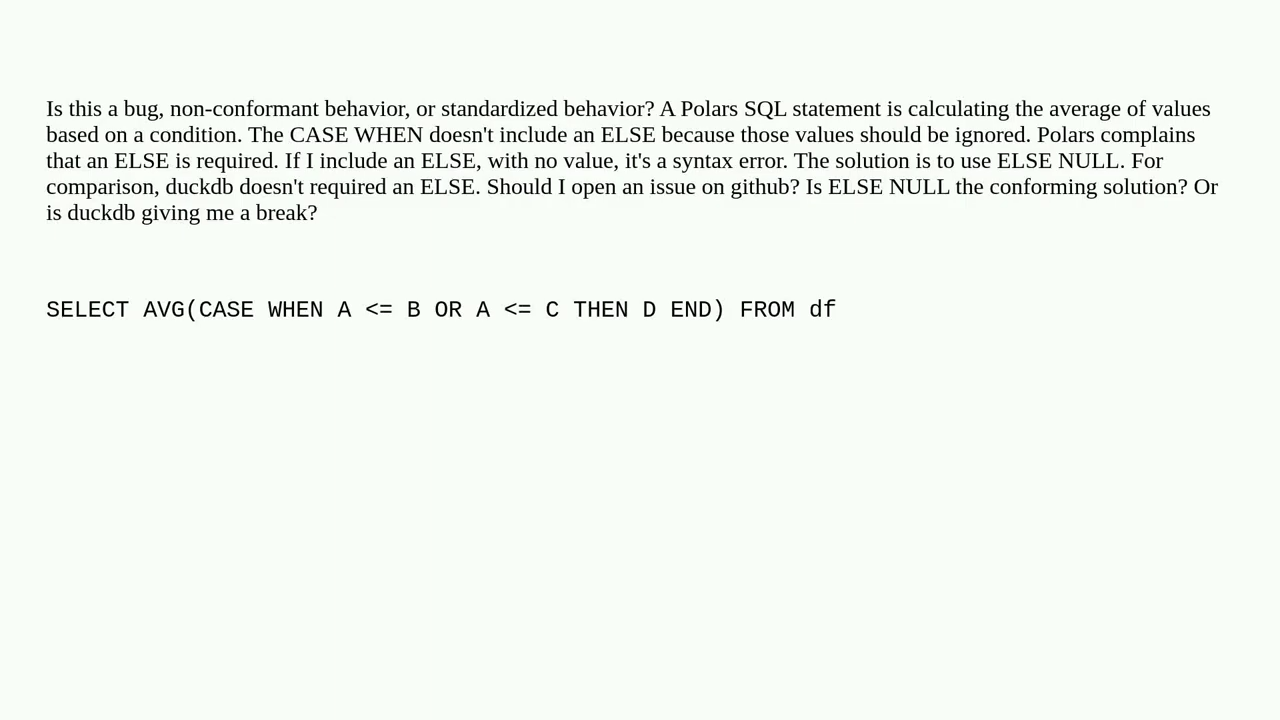 Is this a bug, non-conformant behavior, or standardized behavior? A Polars SQL statement is calculating the average of values
based on a condition. The CASE WHEN doesn't include an ELSE because those values should be ignored. Polars complains
that an ELSE is required. If I include an ELSE, with no value, it's a syntax error. The solution is to use ELSE NULL. For
comparison, duckdb doesn't required an ELSE. Should I open an issue on github? Is ELSE NULL the conforming solution? Or
is duckdb giving me a break?
SELECT AVG(CASE WHEN A <= B OR A <= C THEN D END) FROM df